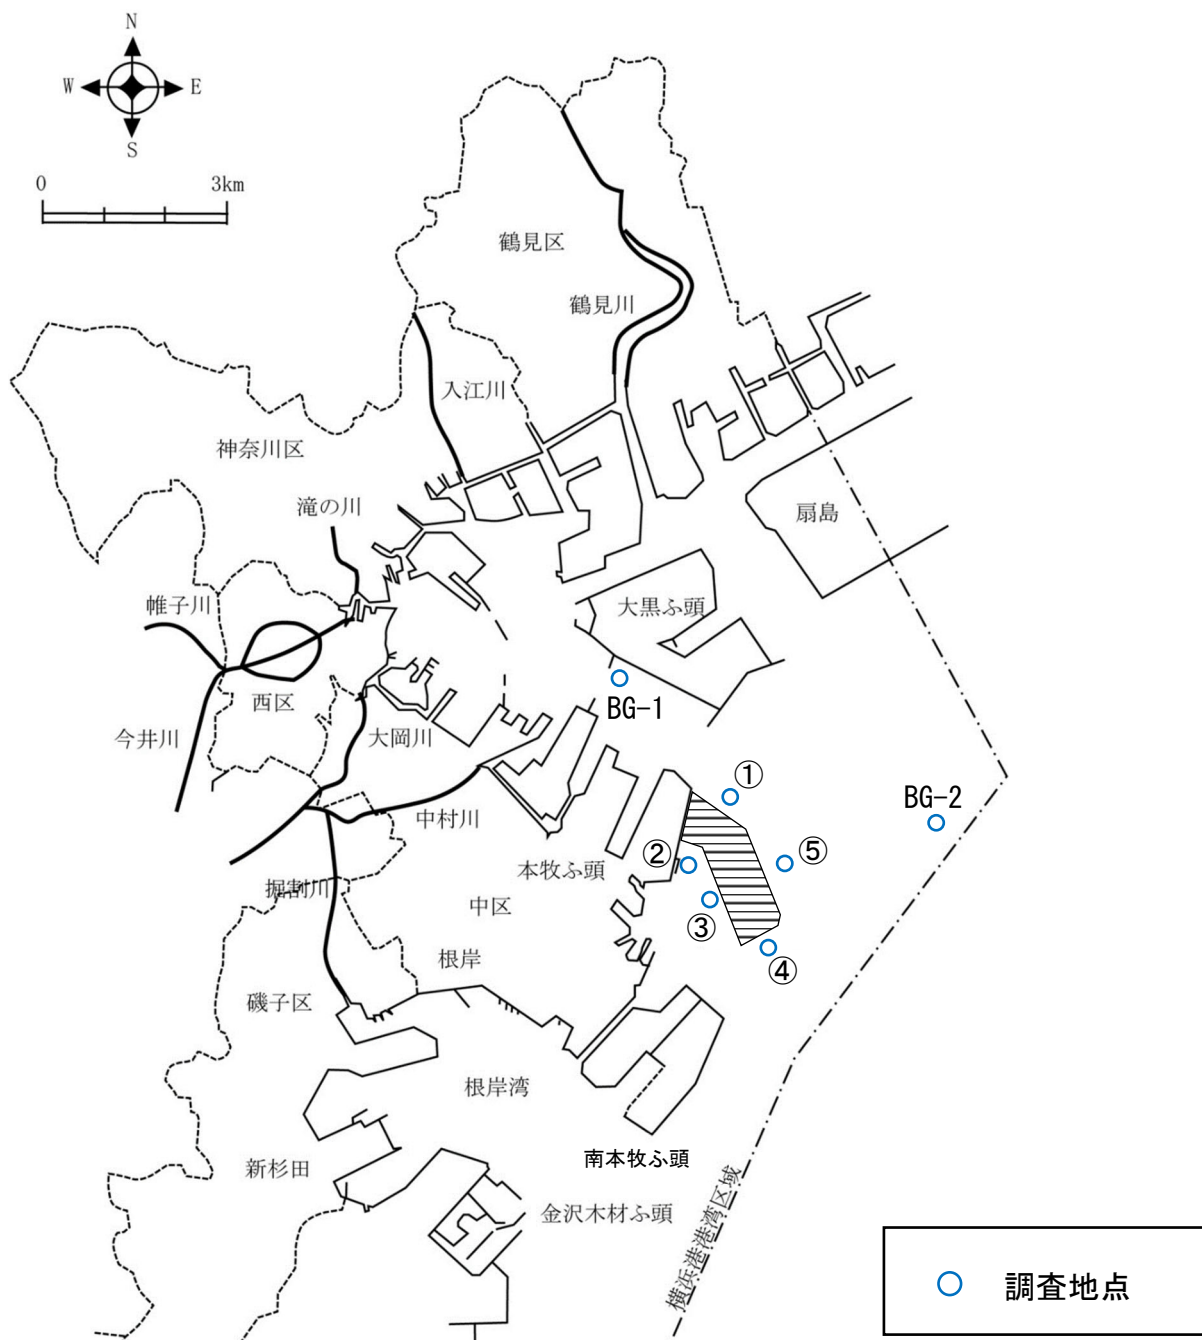 N
W
E
S
0
3km
鶴見区
鶴見川
入江川
神奈川区
滝の川
扇島
帷子川
大黒ふ頭
西区
BG-1
今井川
大岡川
①
BG-2
中村川
②
⑤
本牧ふ頭
掘割川
中区
③
根岸
④
磯子区
根岸湾
南本牧ふ頭
新杉田
金沢木材ふ頭
横浜港港湾区域
調査地点